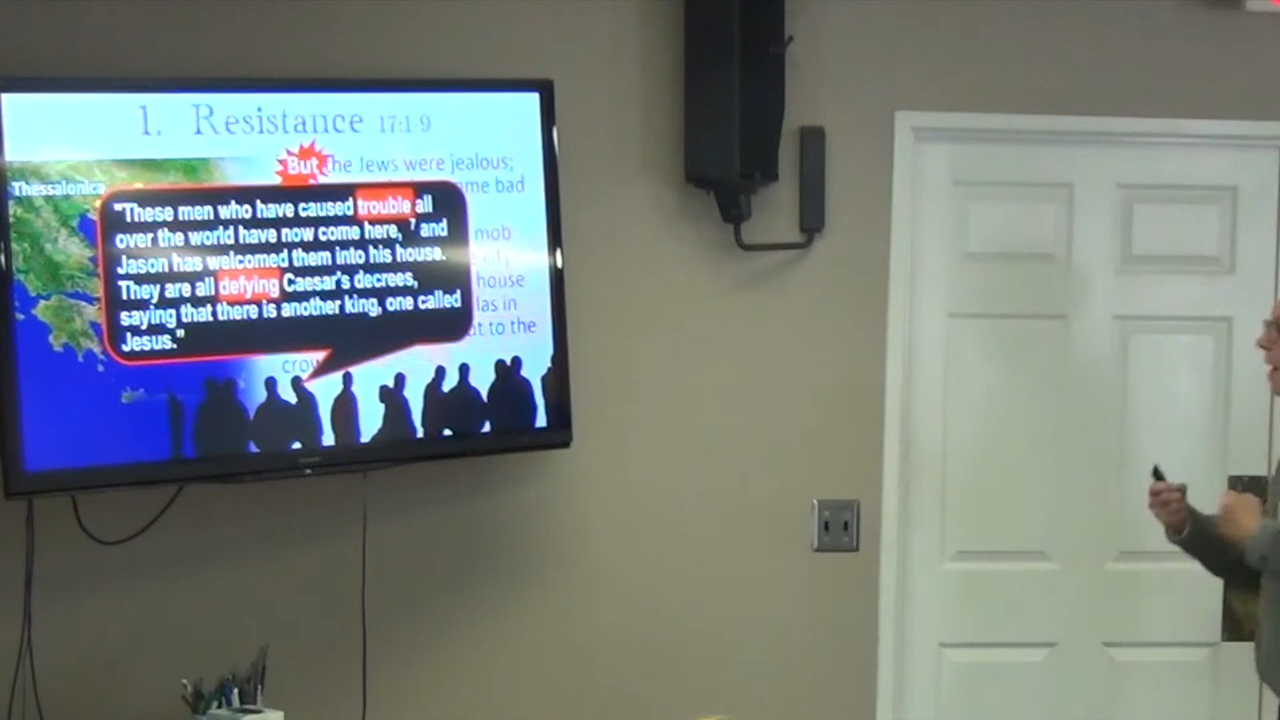 1. Resistance 17:1-9
But the Jews were jealous;
bad
Thessalonica
"These men who have caused trouble all
over the world have now come here, 7 and
Jason has welcomed them into his house.
They are all defying Caesar's decrees,
saying that there is another king, one called
Jesus."
mob
house
in
to the